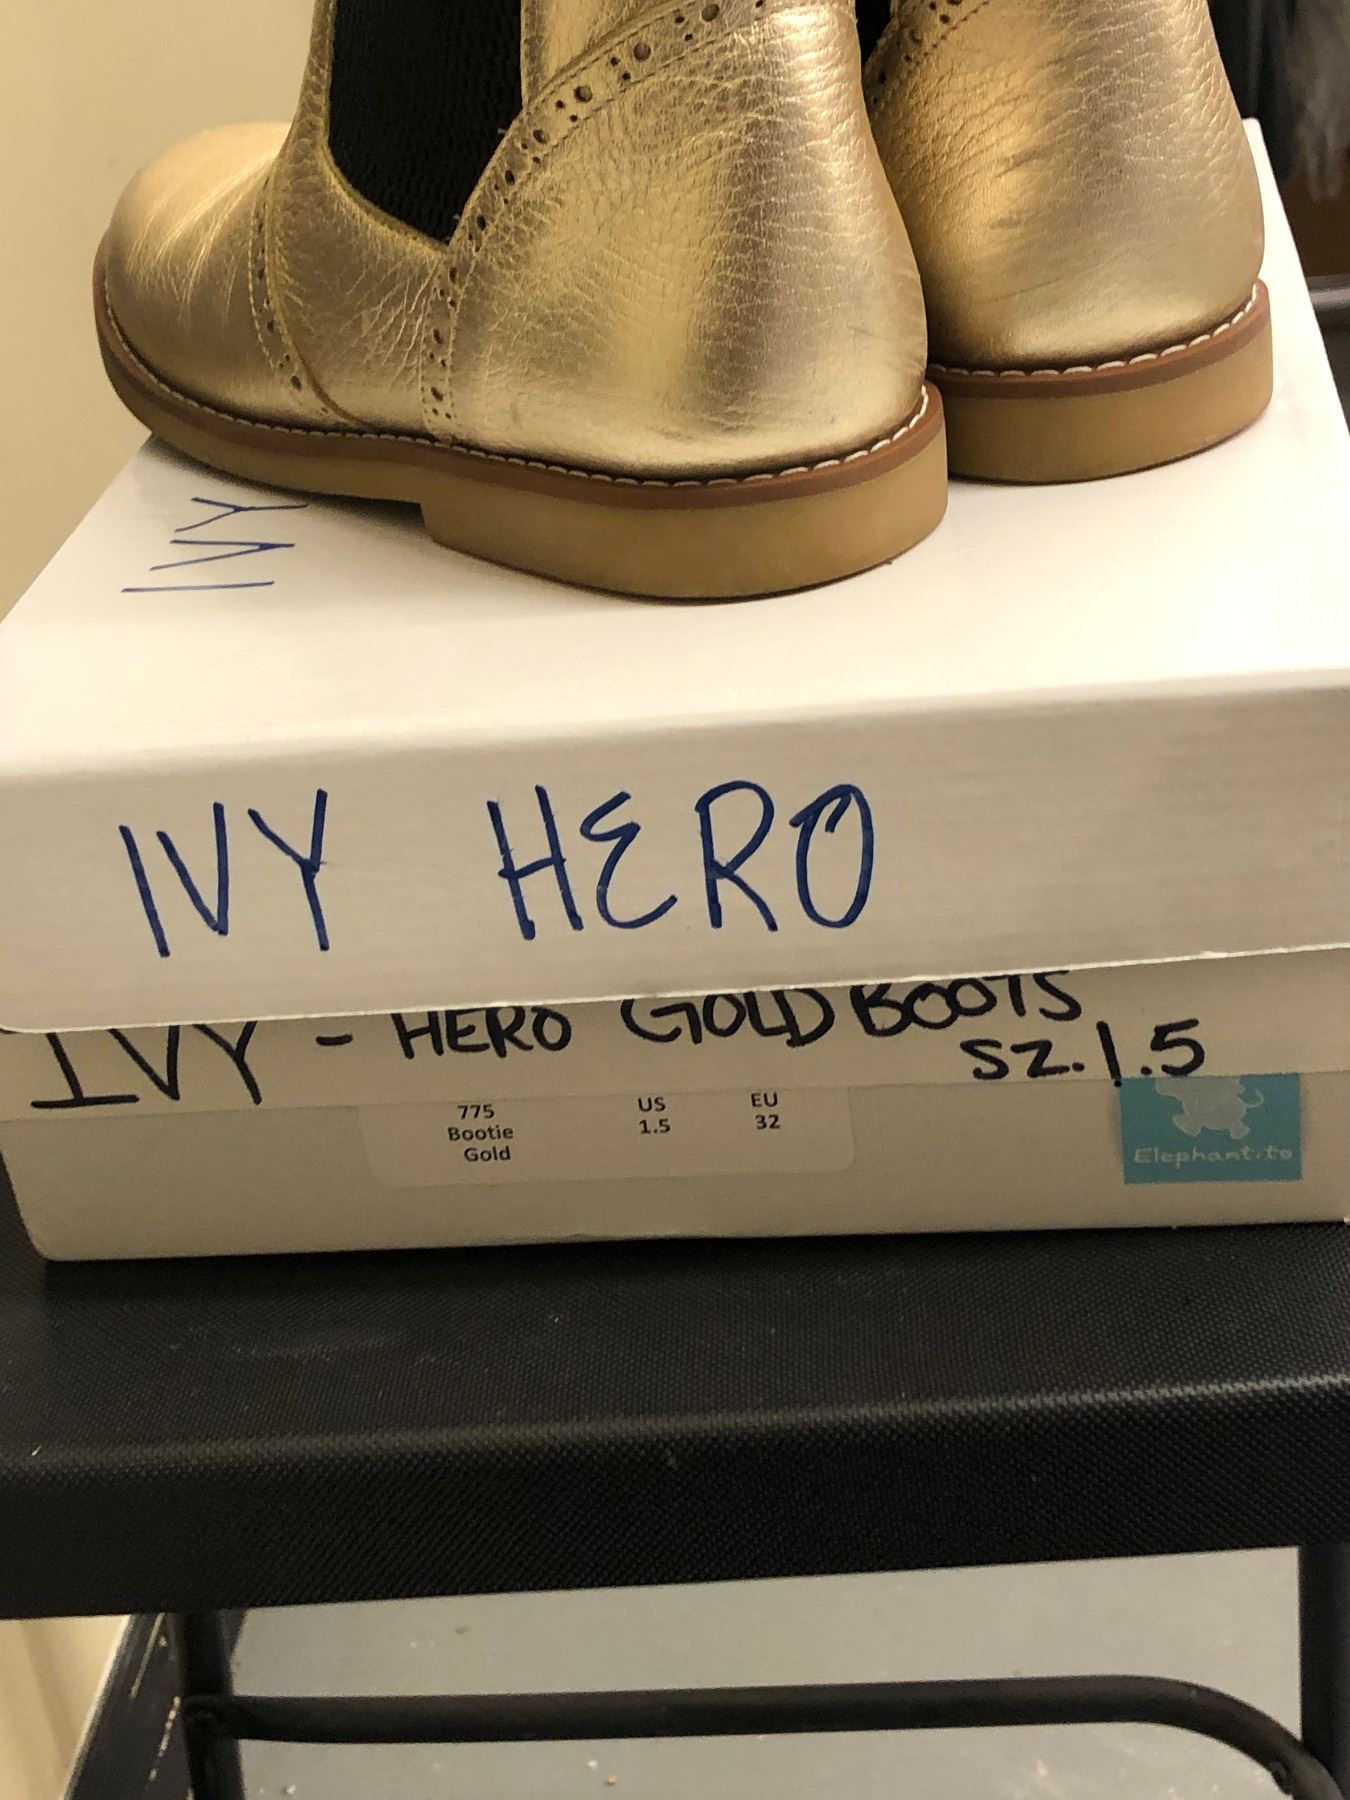 IVY
IVY HERO
IVY - HERO GOLD BOOTS
SZ. 1.5
775 US EU
Bootie 1.5 32
Gold
Elephantito